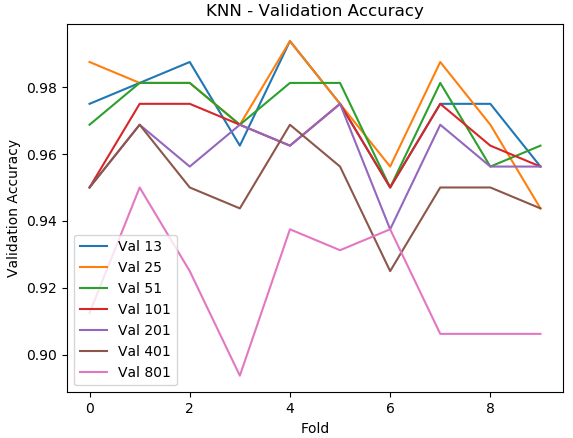 KNN - Validation Accuracy
0.98
0.96
0.94
0.92
0.90
Validation Accuracy
Val 13
Val 25
Val 51
Val 101
Val 201
Val 401
Val 801
0 2 4 6 8
Fold